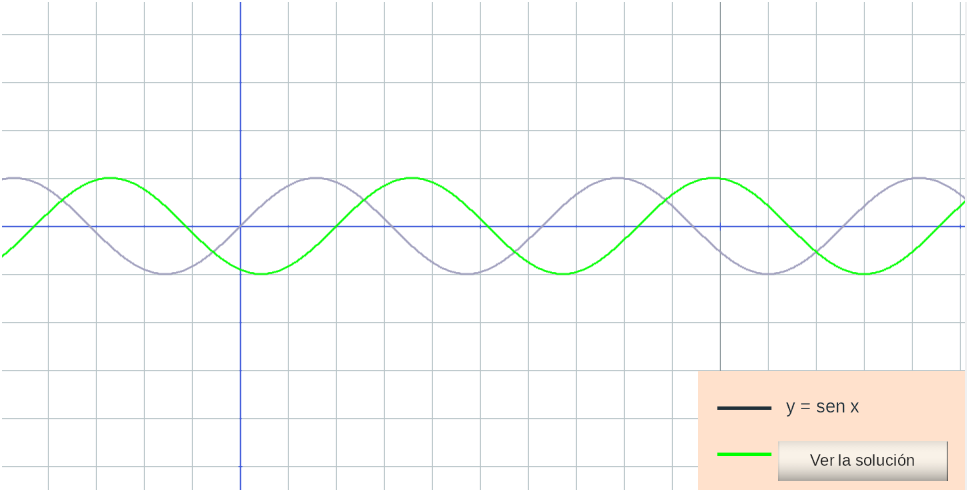 y = sen x
Ver la solución